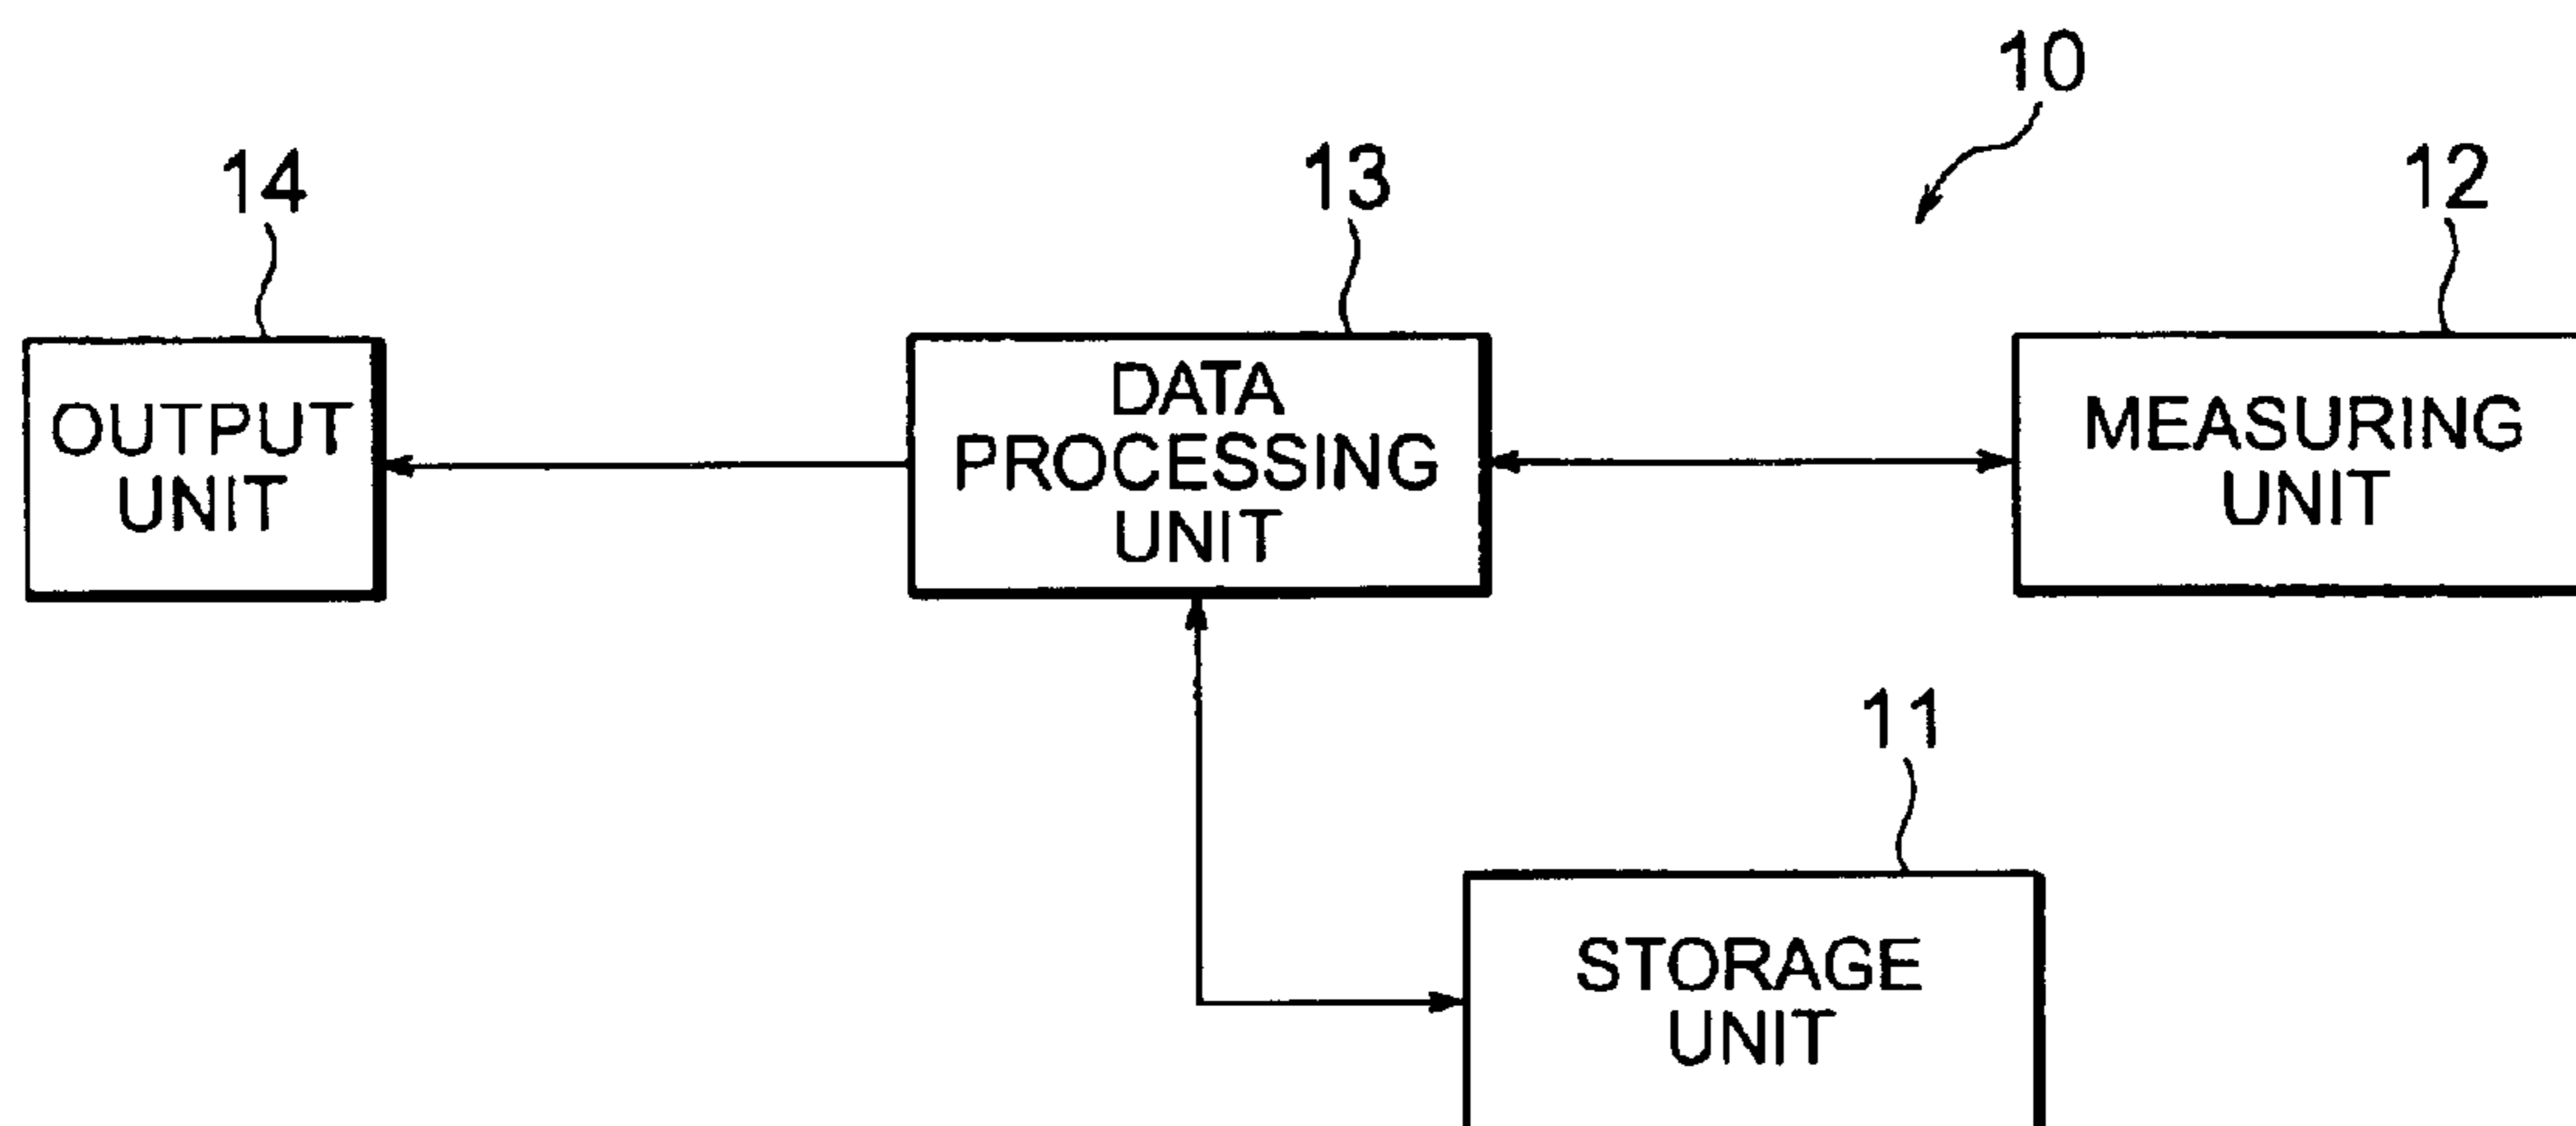 10
14
13
12
OUTPUT
UNIT
DATA
PROCESSING
UNIT
MEASURING
UNIT
11
STORAGE
UNIT